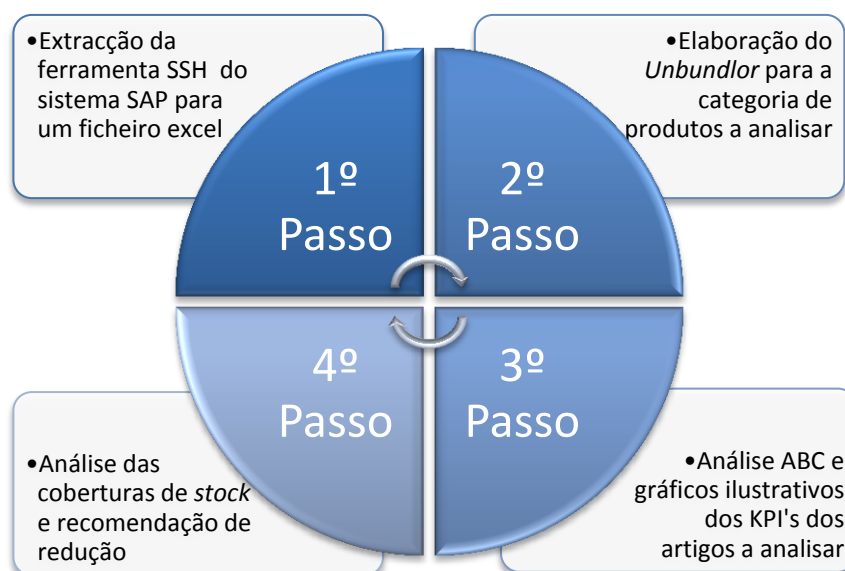 •Extracção da
ferramenta SSH do
sistema SAP para
um ficheiro excel
•Elaboração do
Unbundlor para a
categoria de
produtos a analisar
1º
Passo
2º
Passo
4º
Passo
3º
Passo
•Análise das
coberturas de stock
e recomendação de
redução
•Análise ABC e
gráficos ilustrativos
dos KPI's dos
artigos a analisar